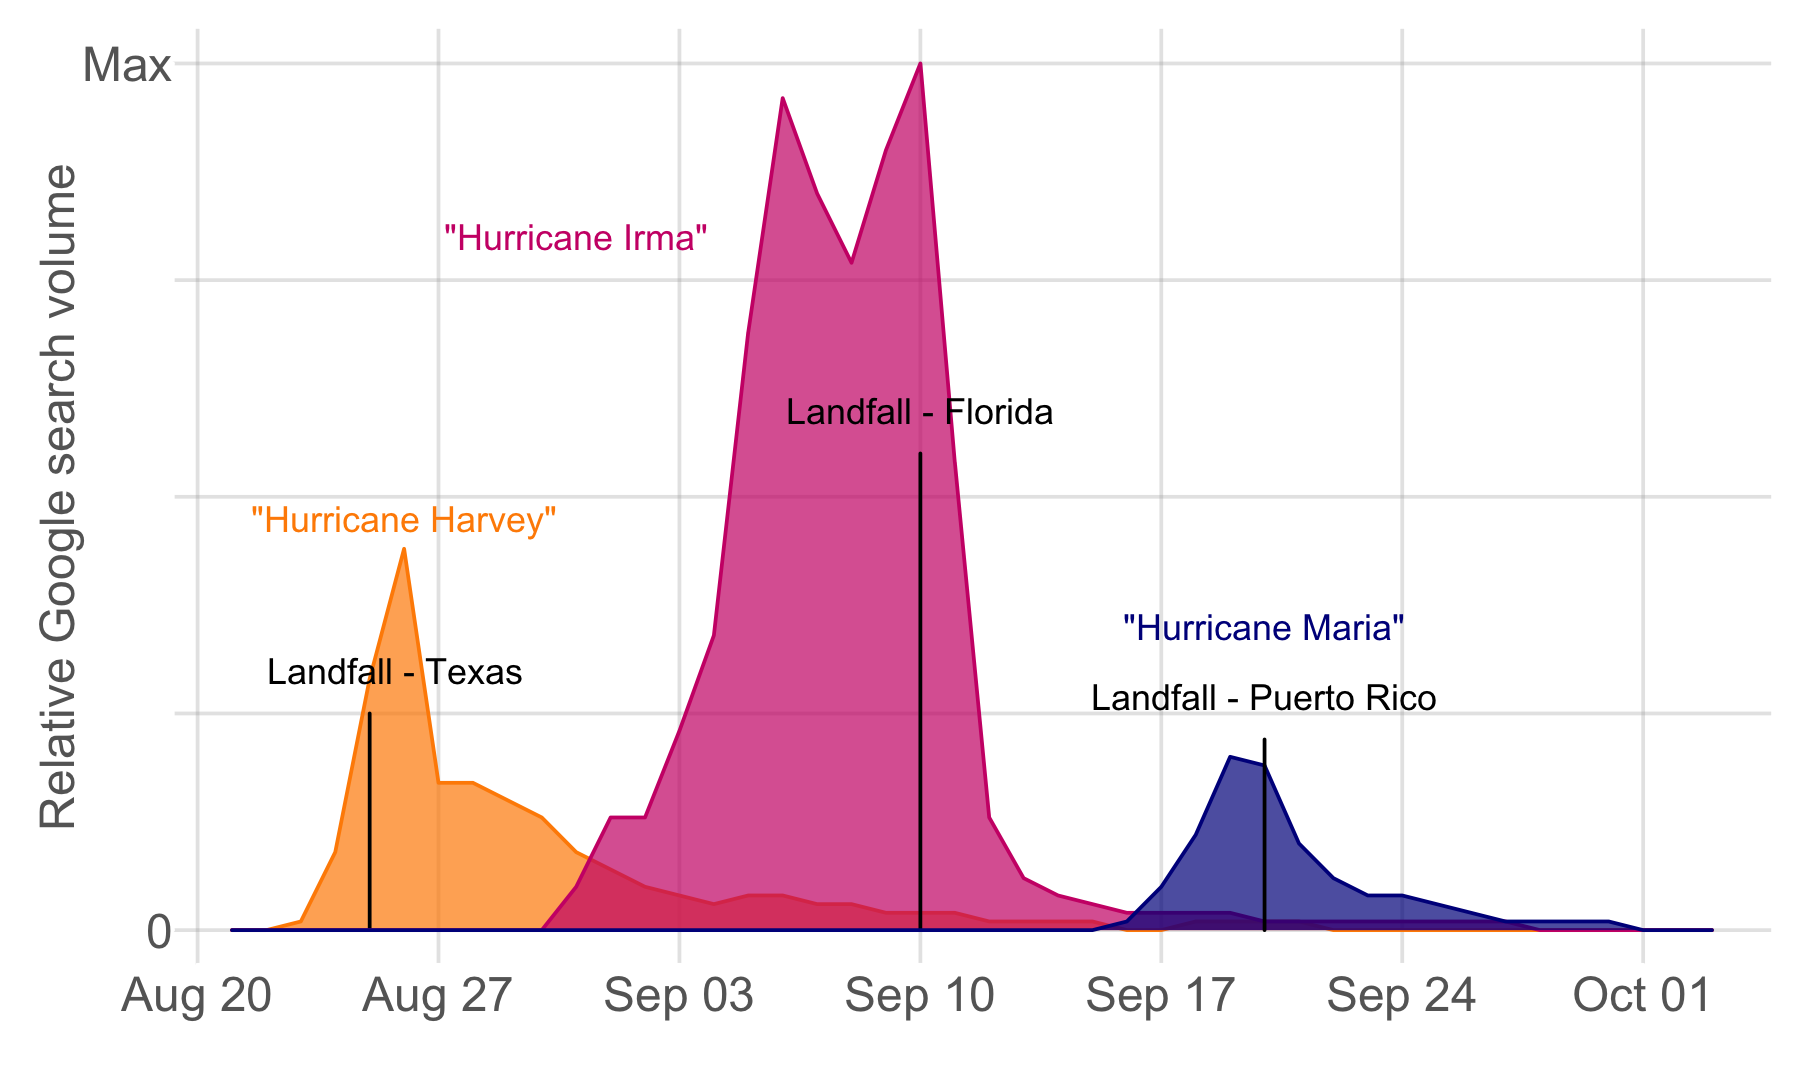 Max
"Hurricane Irma"
Landfall - Florida
"Hurricane Harvey"
"Hurricane Maria"
Landfall - Texas
Landfall - Puerto Rico
0
Aug 20 Aug 27 Sep 03 Sep 10 Sep 17 Sep 24 Oct 01
Relative Google search volume